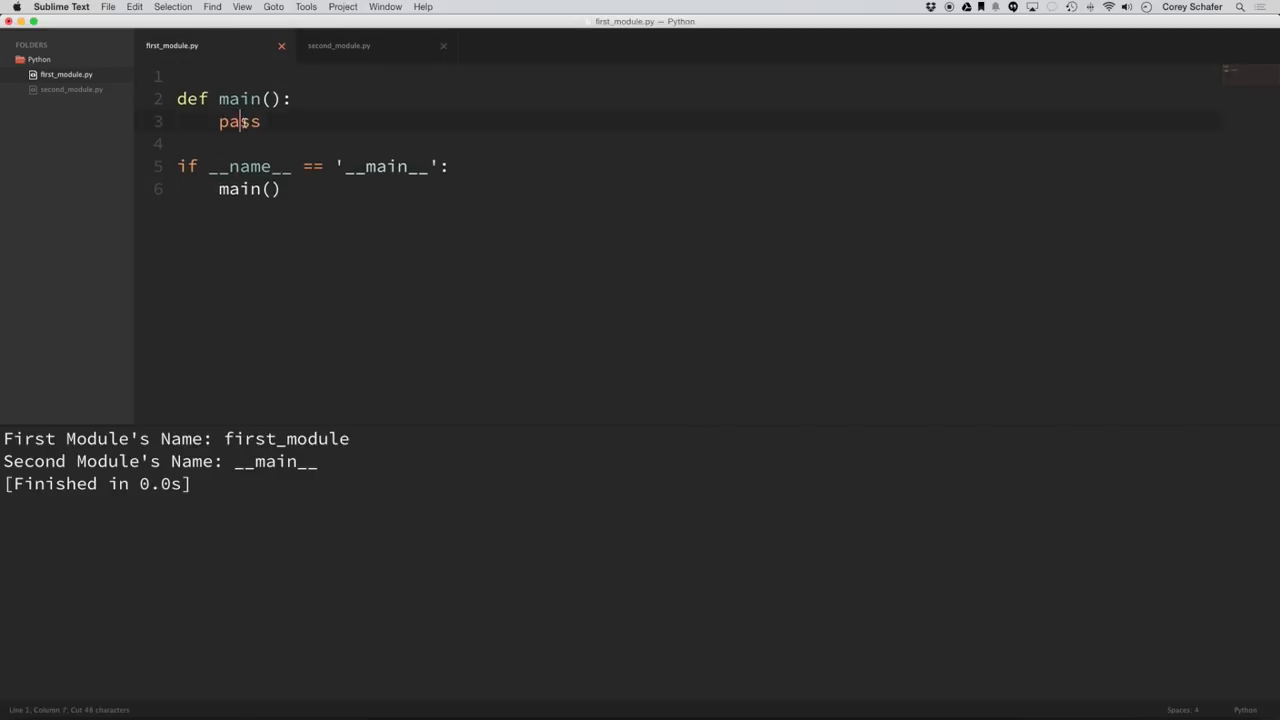 Sublime Text File Edit Selection Find View Goto Tools Project Window Help Corey Schafer
first_module.py — Python
FOLDERS
Python
first_module.py
second_module.py
first_module.py second_module.py
1
2 def main():
3 pass
4
5 if __name__ == '__main__':
6 main()
First Module's Name: first_module
Second Module's Name: __main__
[Finished in 0.0s]
Line 1, Column 7; Cut 48 characters Spaces: 4 Python